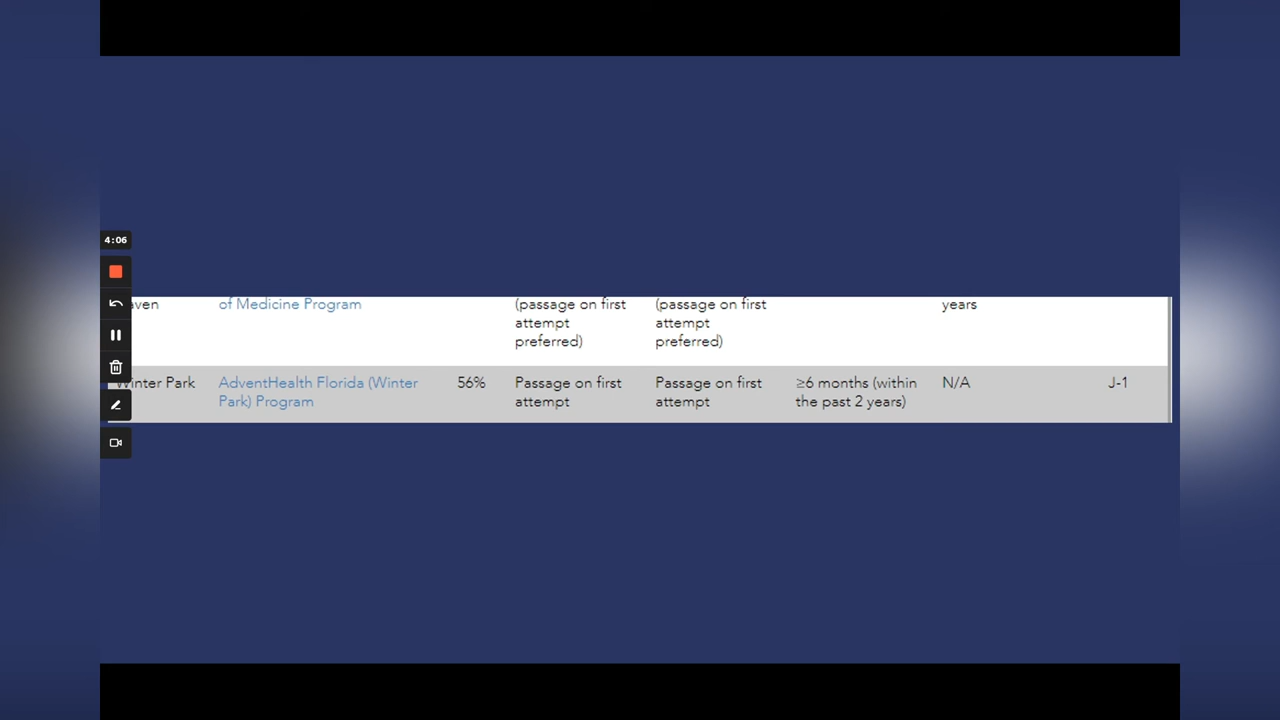 4:06
of Medicine Program
(passage on first
attempt
preferred)
(passage on first
attempt
preferred)
years
Winter Park
AdventHealth Florida (Winter
Park) Program
56%
Passage on first
attempt
Passage on first
attempt
≥6 months (within
the past 2 years)
N/A
J-1